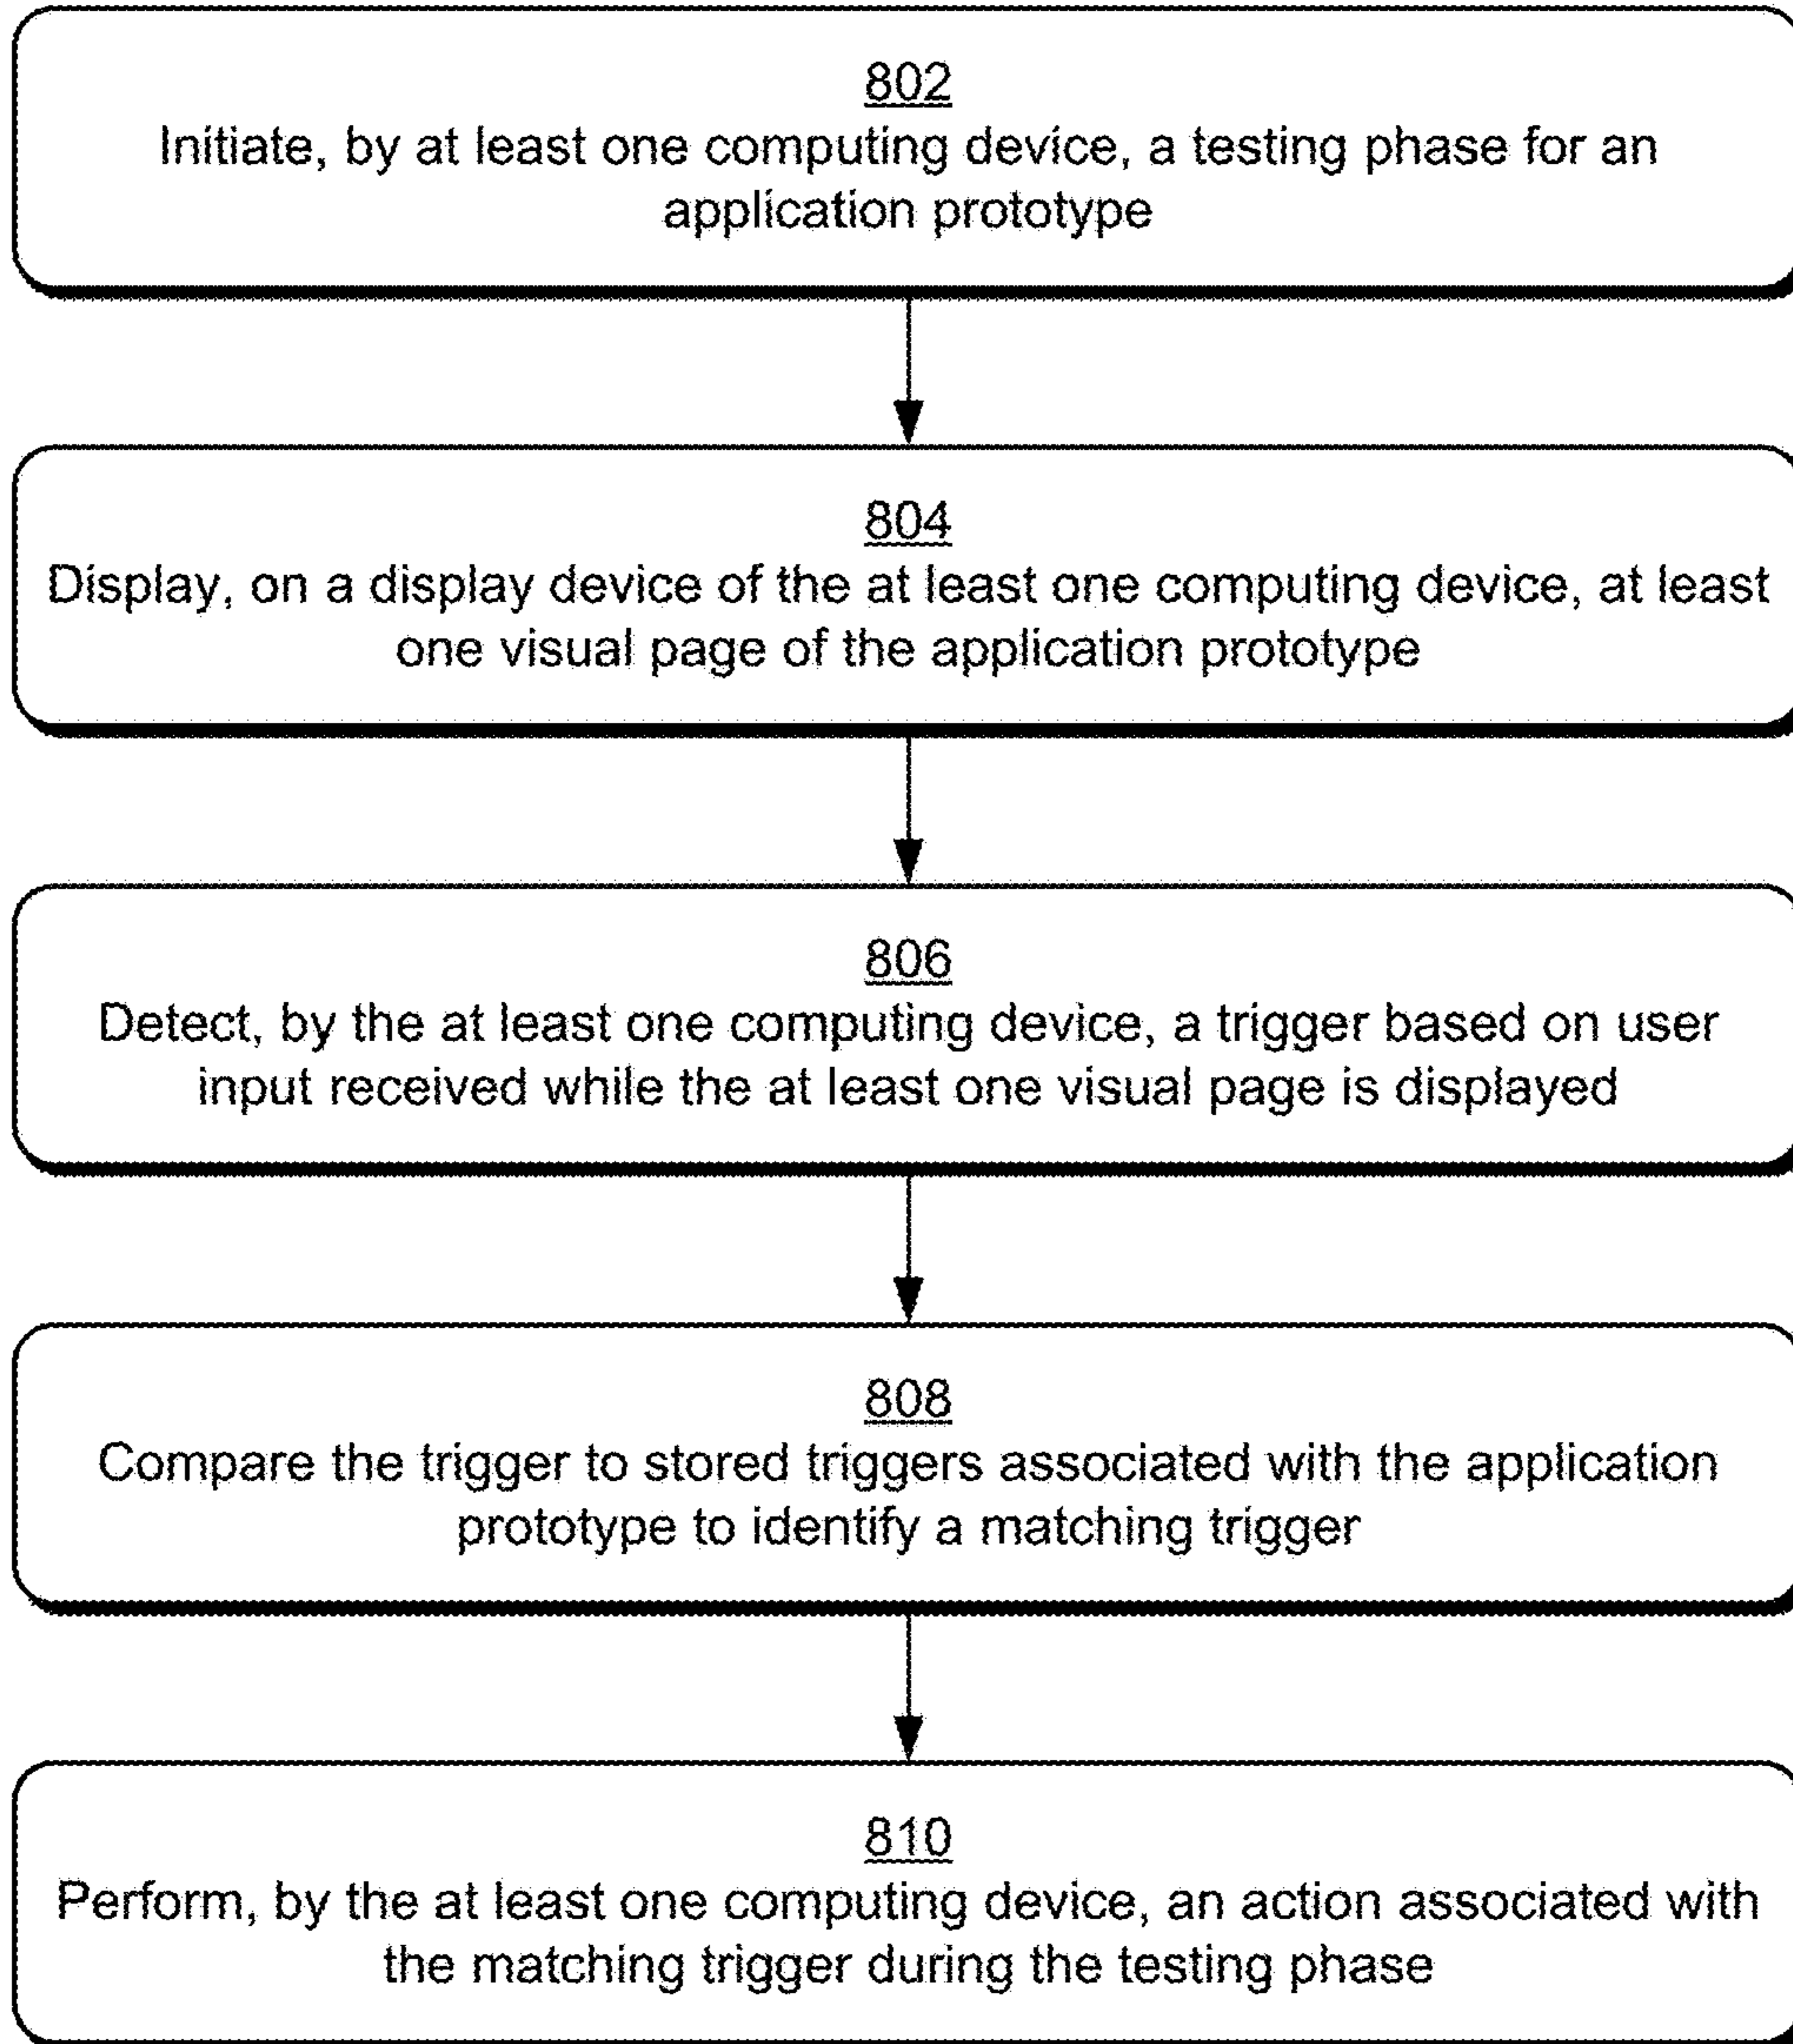 802
Initiate, by at least one computing device, a testing phase for an
application prototype
804
Display, on a display device of the at least one computing device, at least
one visual page of the application prototype
806
Detect, by the at least one computing device, a trigger based on user
input received while the at least one visual page is displayed
808
Compare the trigger to stored triggers associated with the application
prototype to identify a matching trigger
810
Perform, by the at least one computing device, an action associated with
the matching trigger during the testing phase